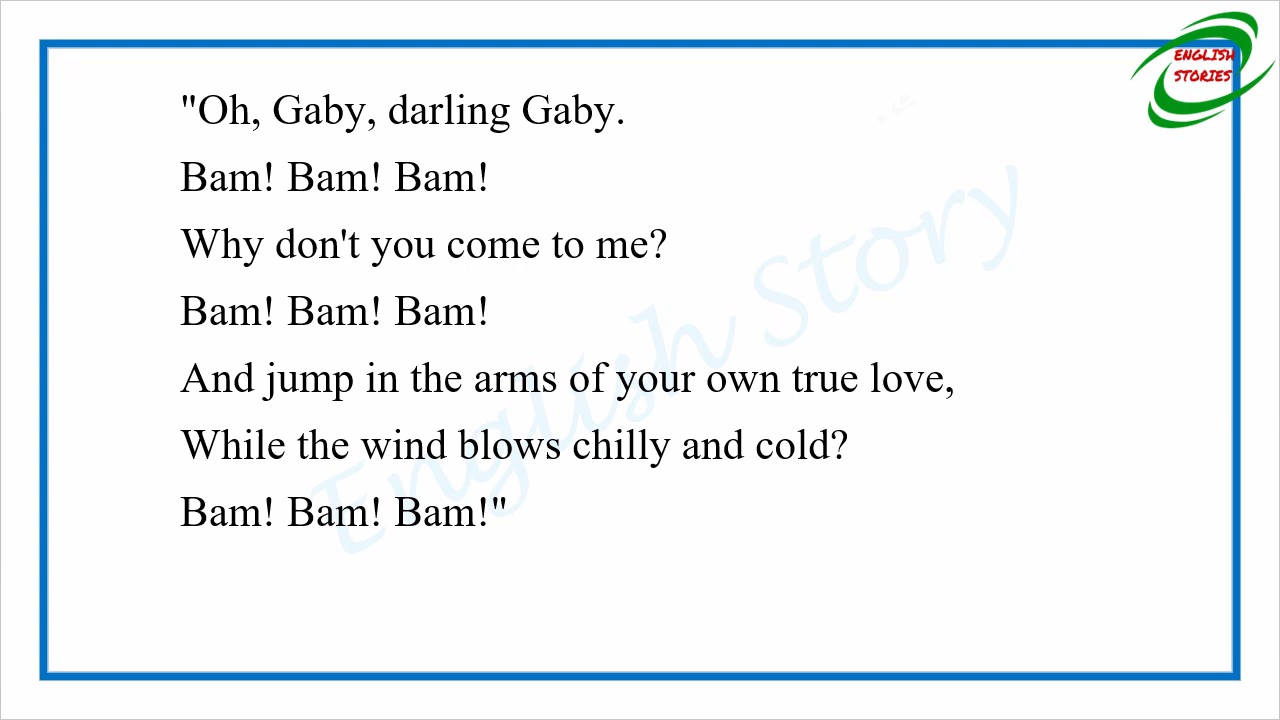 ENGLISH
STORIES
"Oh, Gaby, darling Gaby.
Bam! Bam! Bam!
Why don't you come to me?
Bam! Bam! Bam!
And jump in the arms of your own true love,
While the wind blows chilly and cold?
Bam! Bam! Bam!"
English Story